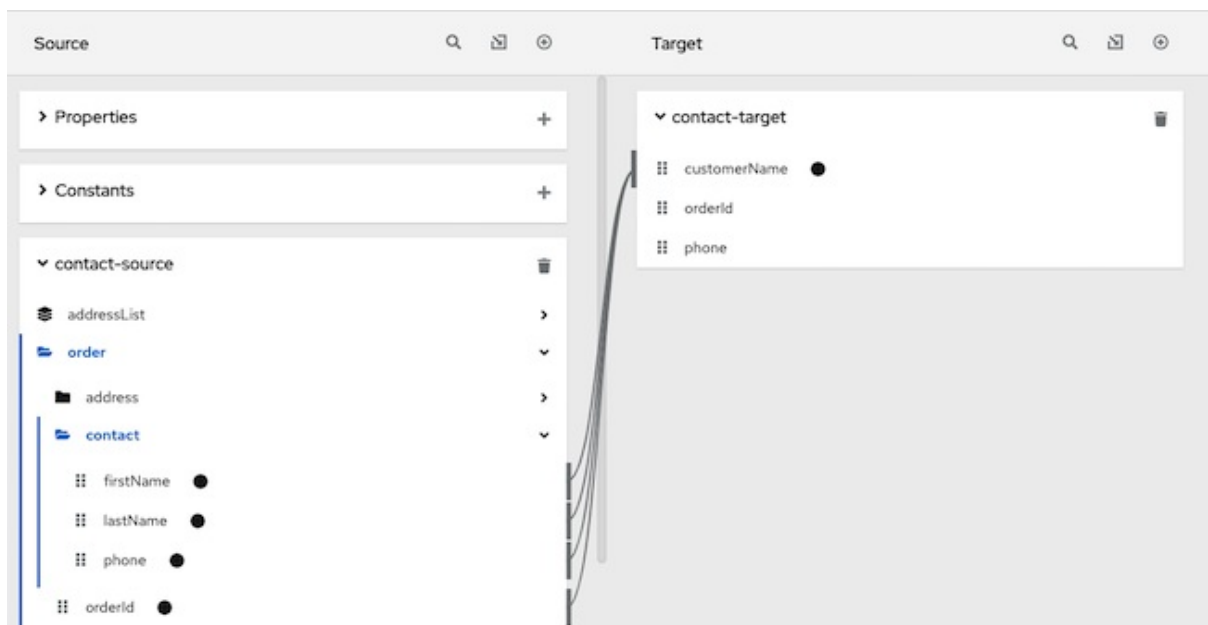 Source
Properties
Constants
contact-source
addressList
order
address
contact
firstName
lastName
phone
orderId
Target
contact-target
customerName
orderId
phone